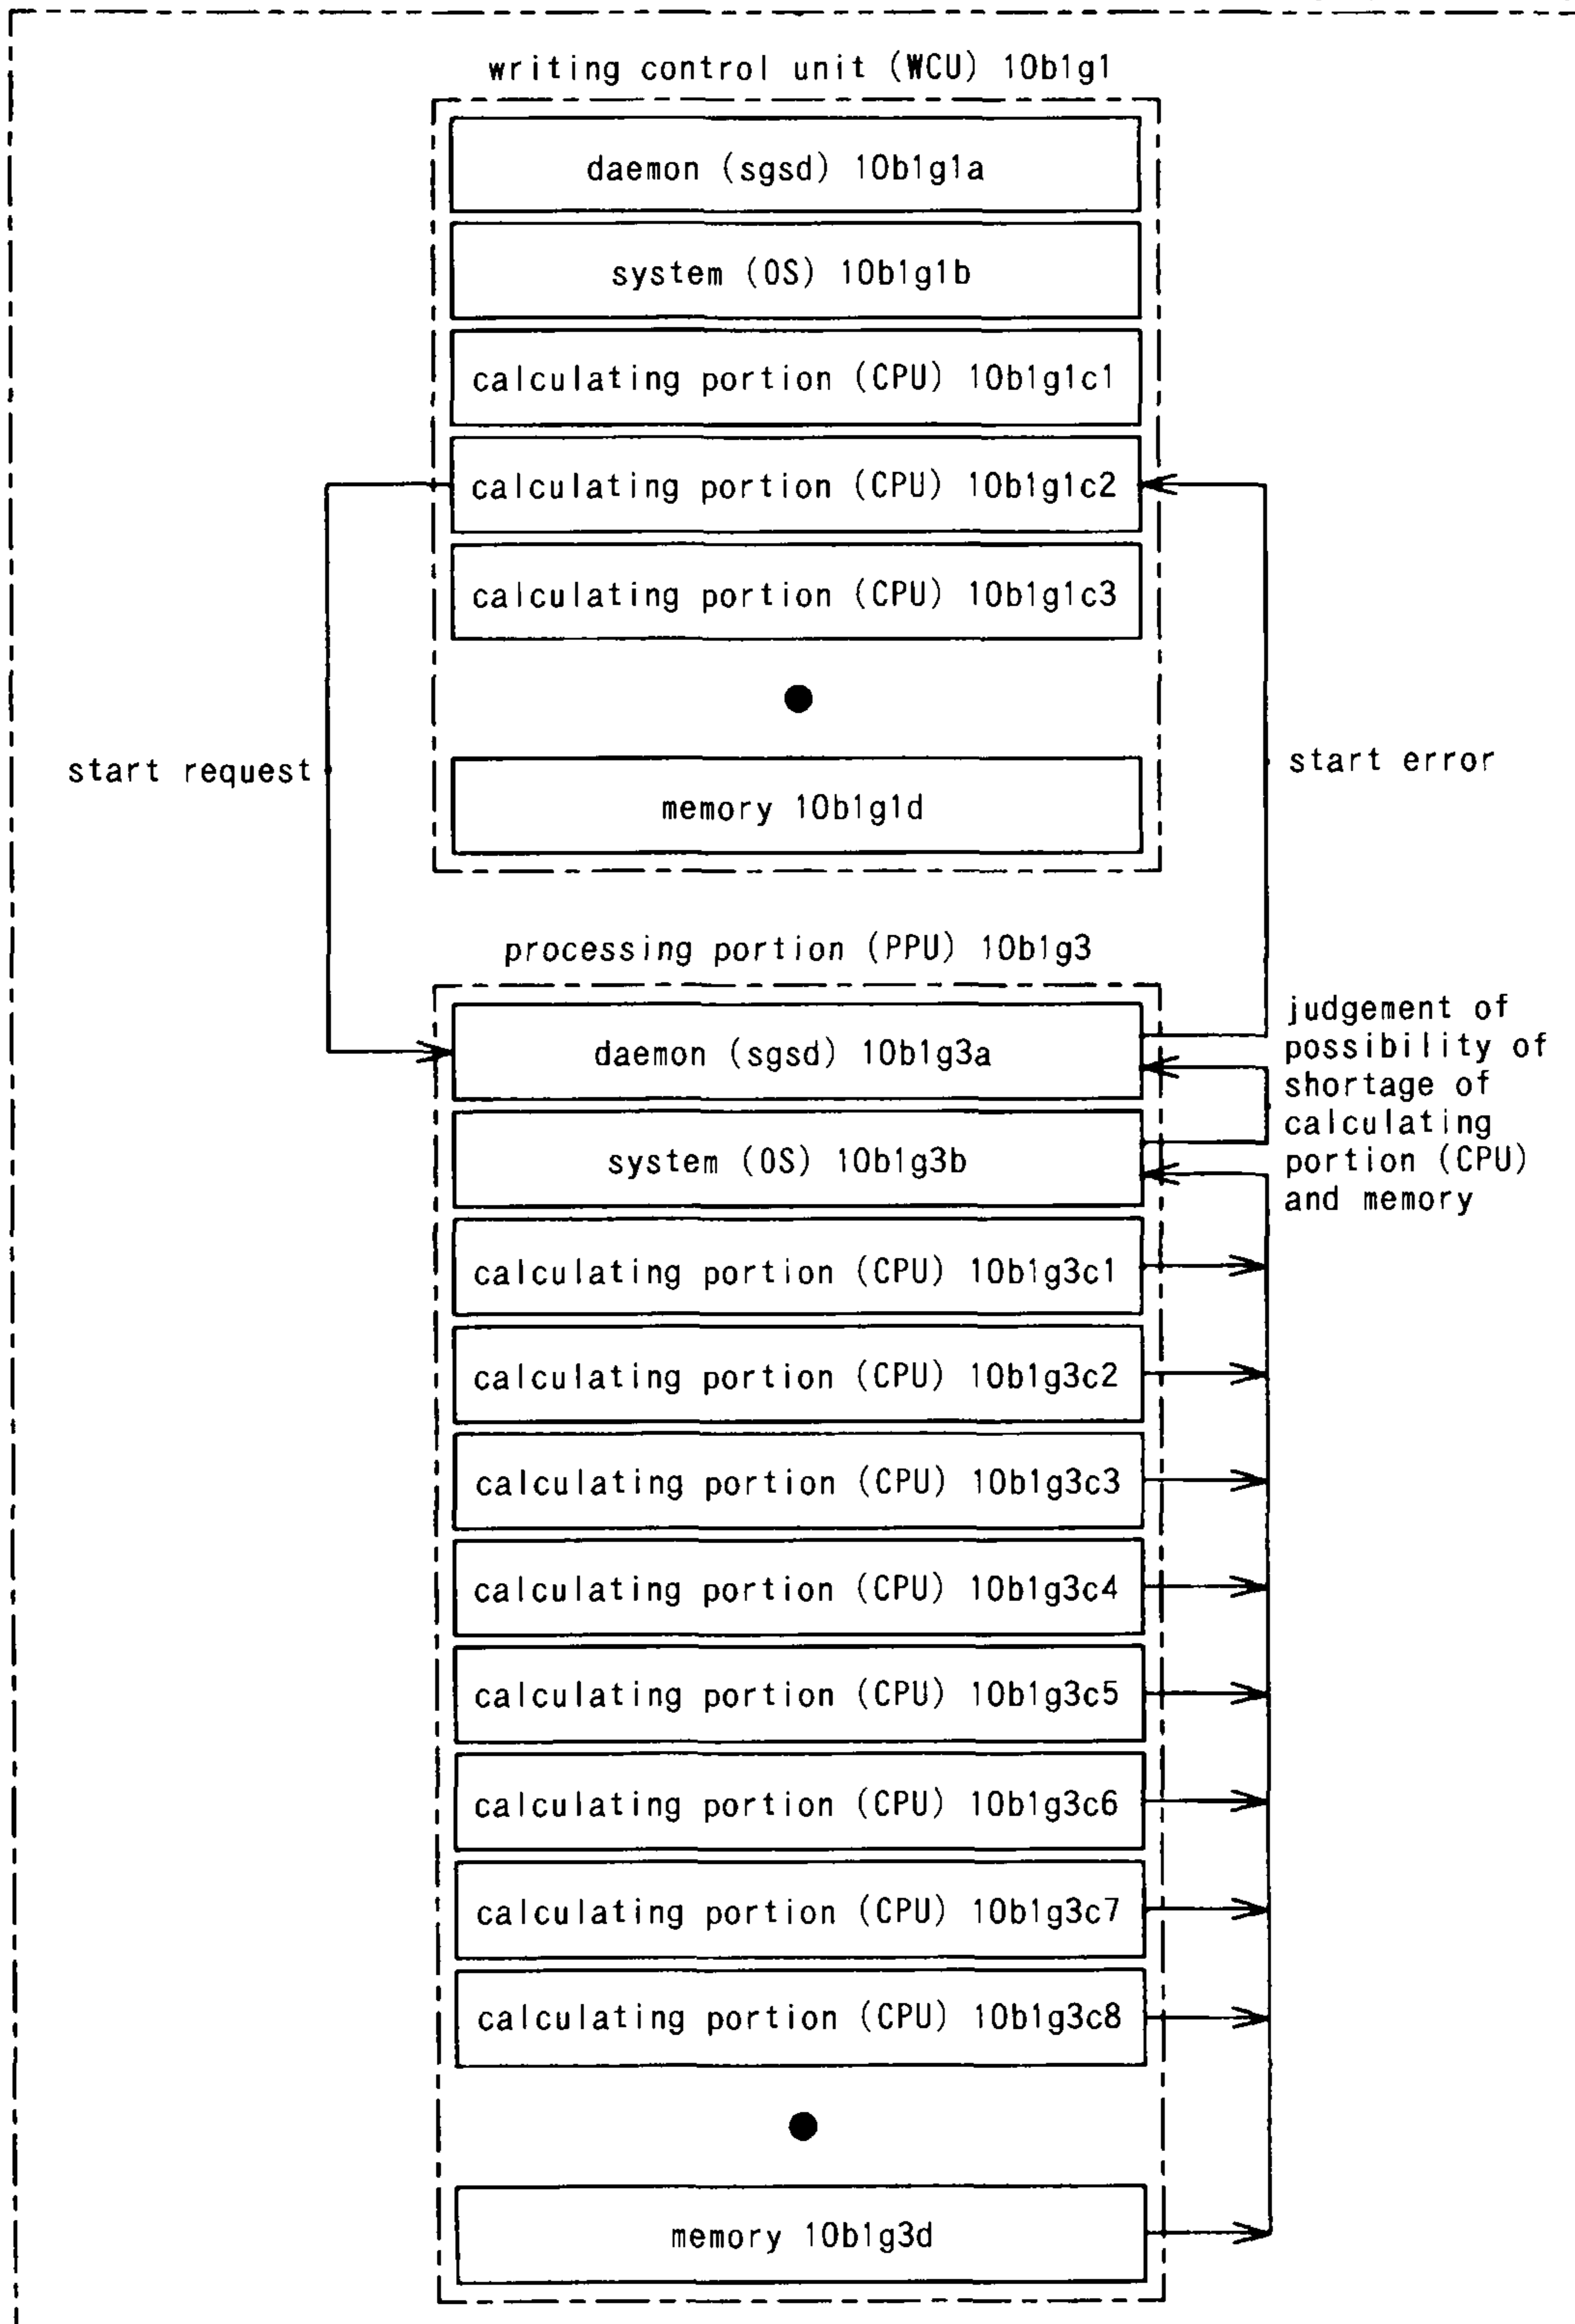 writing control unit (WCU) 10b1g1
daemon (sgsd) 10b1g1a
system (OS) 10b1g1b
calculating portion (CPU) 10b1g1c1
calculating portion (CPU) 10b1g1c2
calculating portion (CPU) 10b1g1c3
start request
start error
memory 10b1g1d
processing portion (PPU) 10b1g3
daemon (sgsd) 10b1g3a
judgement of
possibility of
shortage of
calculating
portion (CPU)
and memory
system (OS) 10b1g3b
calculating portion (CPU) 10b1g3c1
calculating portion (CPU) 10b1g3c2
calculating portion (CPU) 10b1g3c3
calculating portion (CPU) 10b1g3c4
calculating portion (CPU) 10b1g3c5
calculating portion (CPU) 10b1g3c6
calculating portion (CPU) 10b1g3c7
calculating portion (CPU) 10b1g3c8
memory 10b1g3d